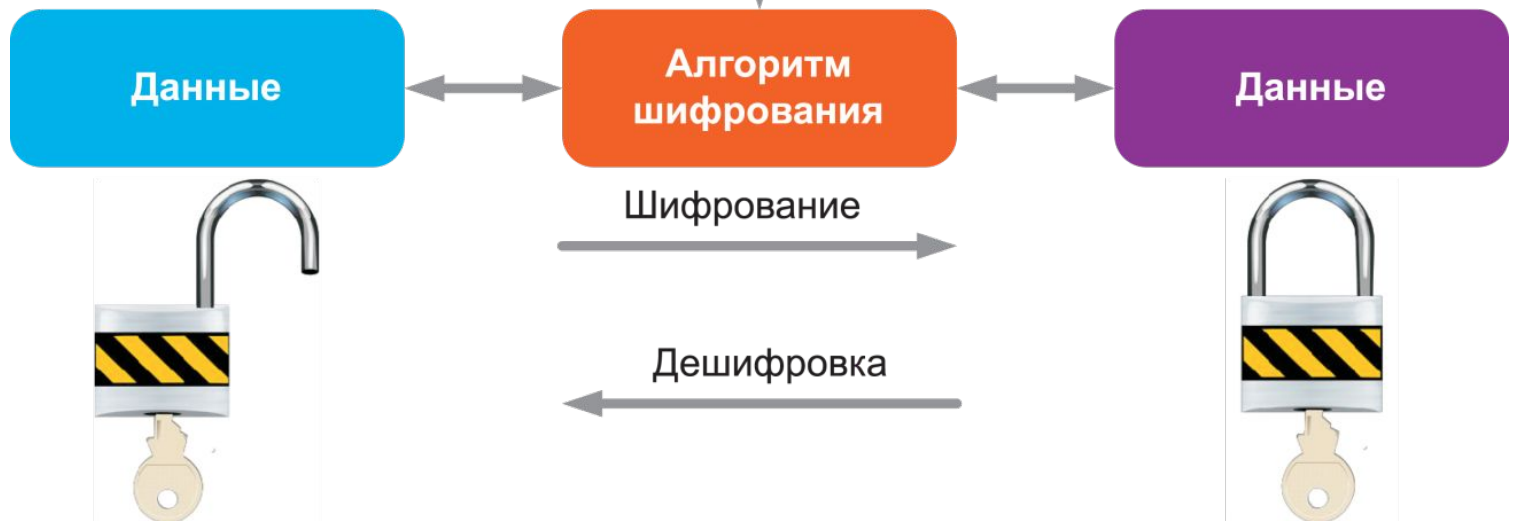 Данные
Алгоритм
шифрования
Данные
Шифрование
Дешифровка